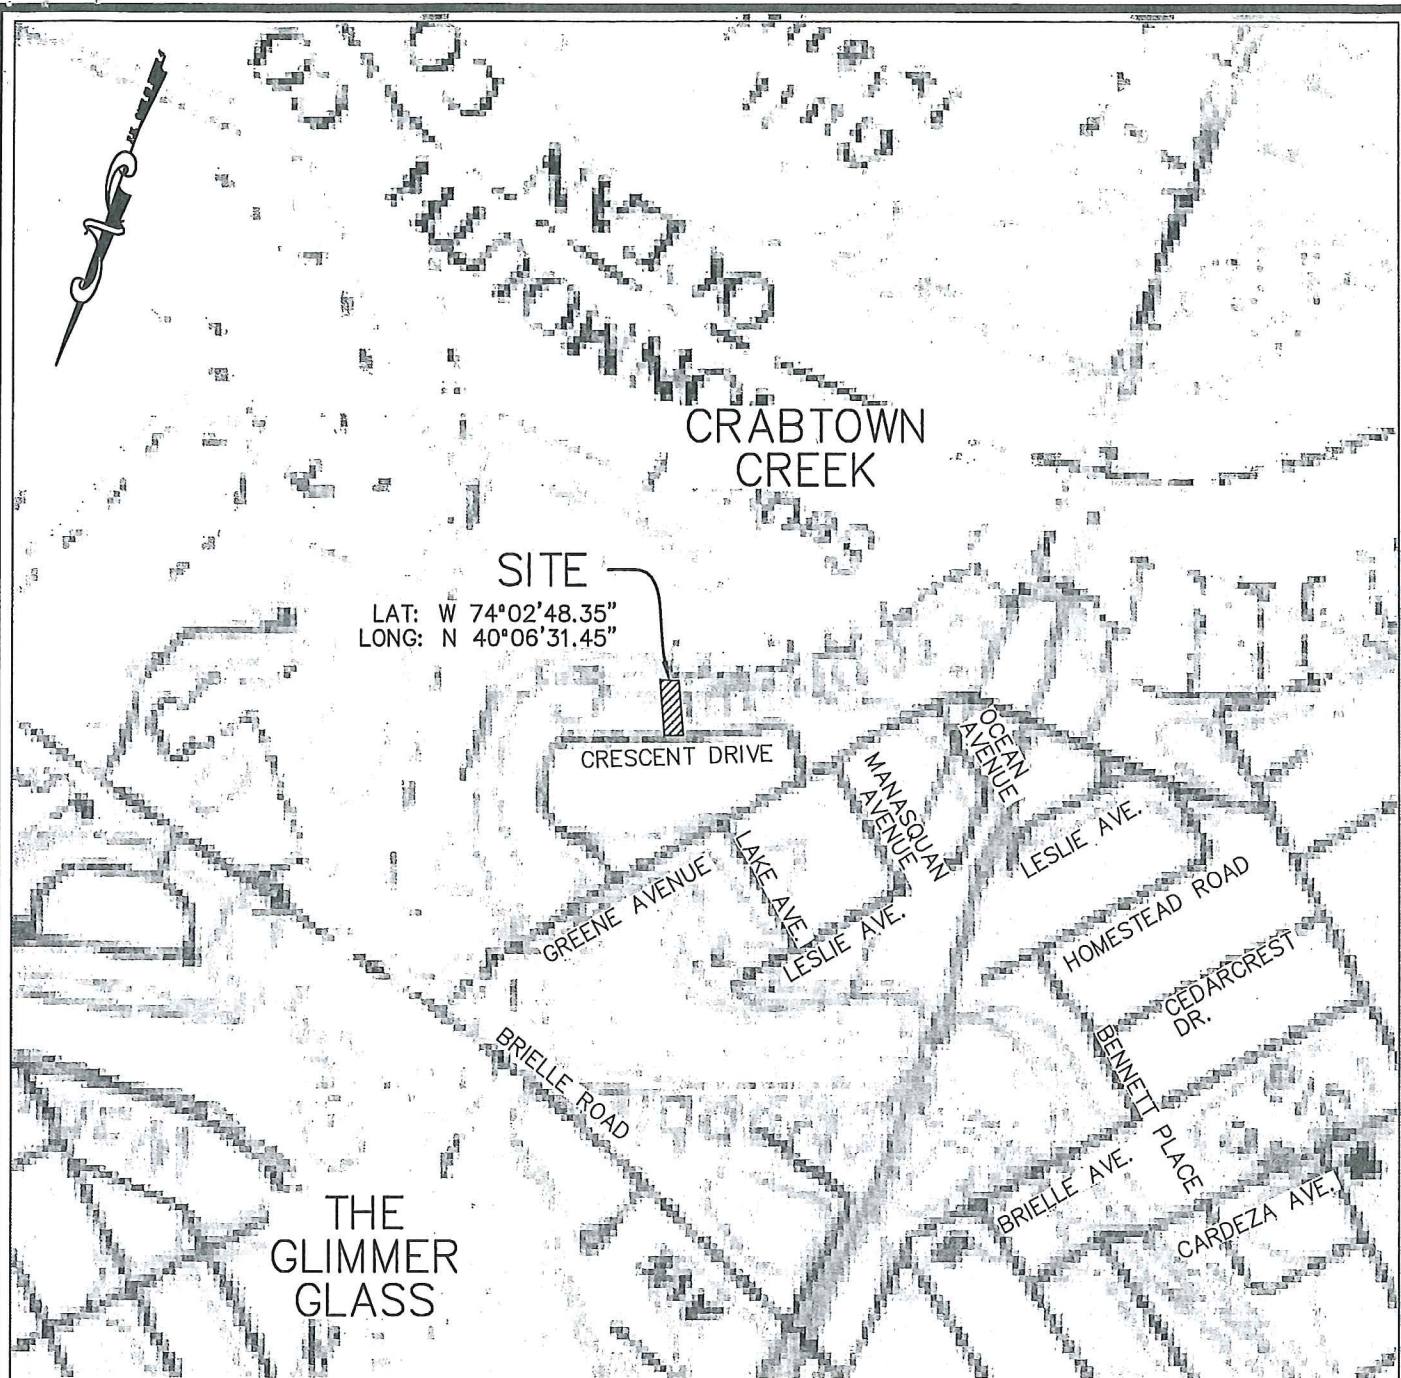 CRABTOWN
CREEK
SITE
LAT: W 74°02'48.35"
LONG: N 40°06'31.45"
CRESCENT DRIVE
OCEAN
AVENUE
MANASQUAN
AVENUE
LESLIE AVE.
LAKE AVE.
GREENE AVENUE
LESLIE AVE.
HOMESTEAD ROAD
CEDARCREST
DR.
BRIELLE ROAD
BENNETT PLACE
BRIELLE AVE.
CARDEZA AVE.
THE
GLIMMER
GLASS